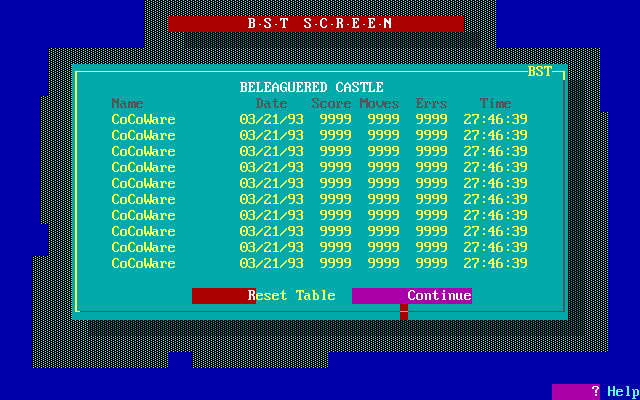 B·S·T S·C·R·E·E·N
BST
BELEAGUERED CASTLE
Name Date Score Moves Errs Time
CoCoWare 03/21/93 9999 9999 9999 27:46:39
CoCoWare 03/21/93 9999 9999 9999 27:46:39
CoCoWare 03/21/93 9999 9999 9999 27:46:39
CoCoWare 03/21/93 9999 9999 9999 27:46:39
CoCoWare 03/21/93 9999 9999 9999 27:46:39
CoCoWare 03/21/93 9999 9999 9999 27:46:39
CoCoWare 03/21/93 9999 9999 9999 27:46:39
CoCoWare 03/21/93 9999 9999 9999 27:46:39
CoCoWare 03/21/93 9999 9999 9999 27:46:39
CoCoWare 03/21/93 9999 9999 9999 27:46:39
Reset Table Continue
? Help